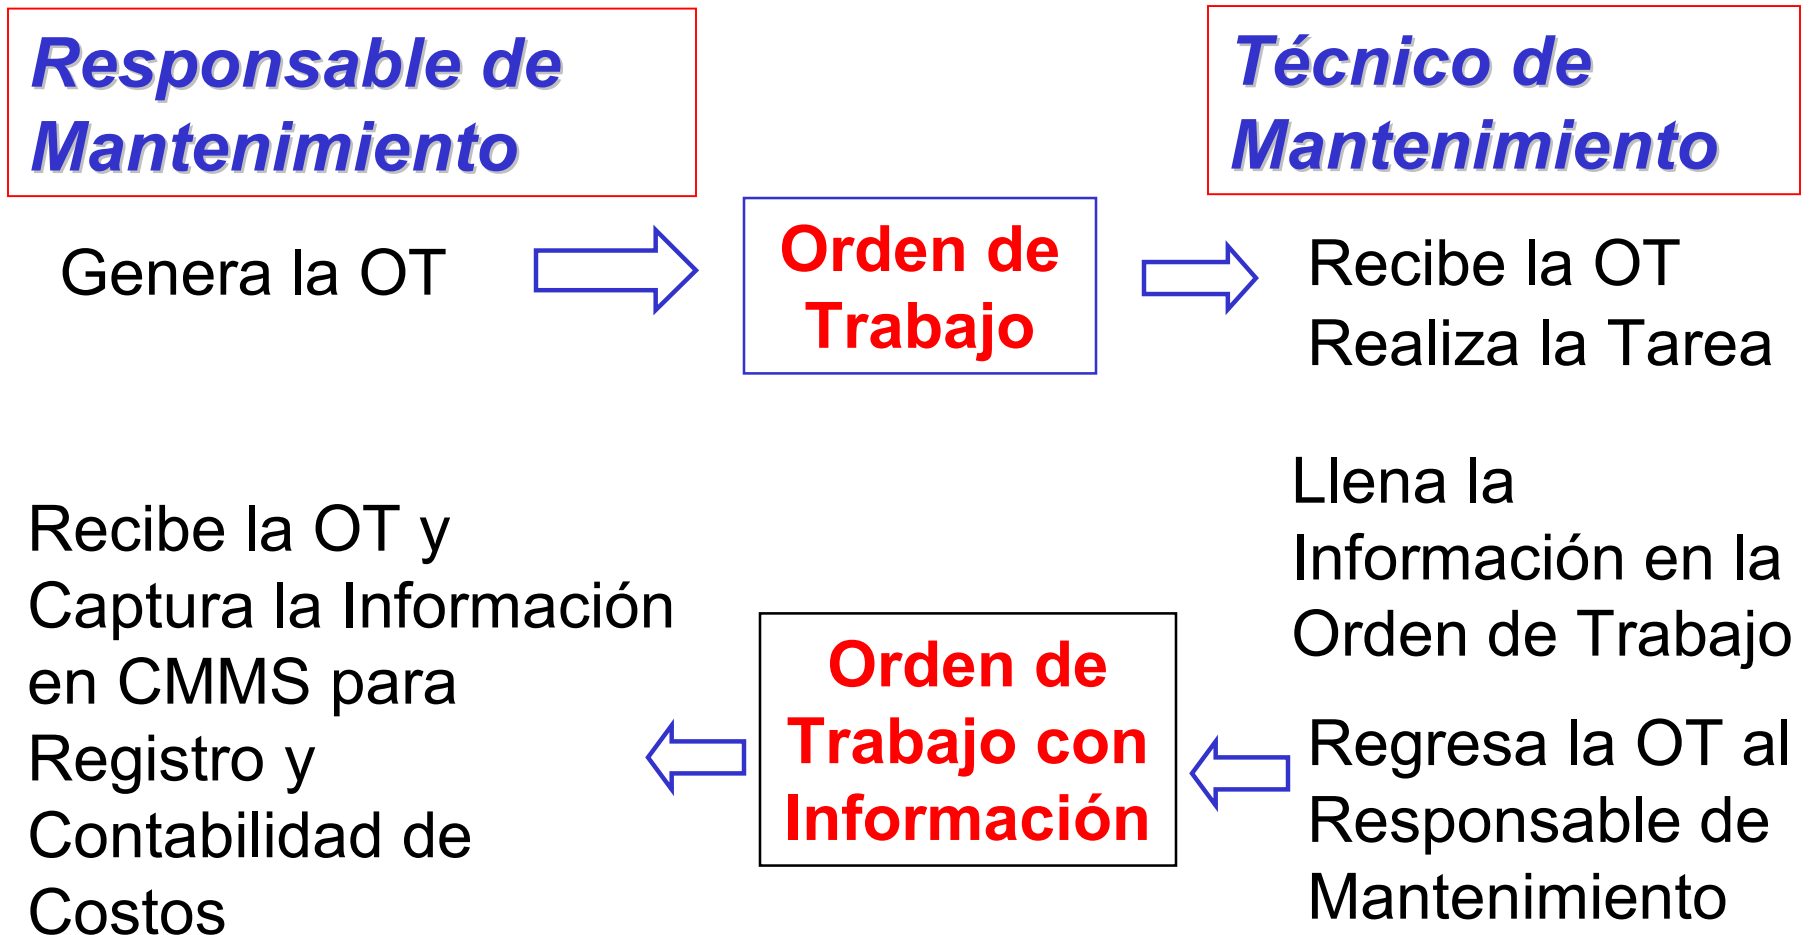 Responsable de
Mantenimiento
Técnico de
Mantenimiento
Genera la OT
Orden de
Trabajo
Recibe la OT
Realiza la Tarea
Llena la
Información en la
Orden de Trabajo
Regresa la OT al
Responsable de
Mantenimiento
Orden de
Trabajo con
Información
Recibe la OT y
Captura la Información
en CMMS para
Registro y
Contabilidad de
Costos